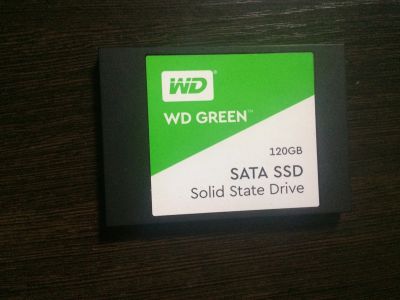 WD
WD GREEN™
120GB
SATA SSD
Solid State Drive